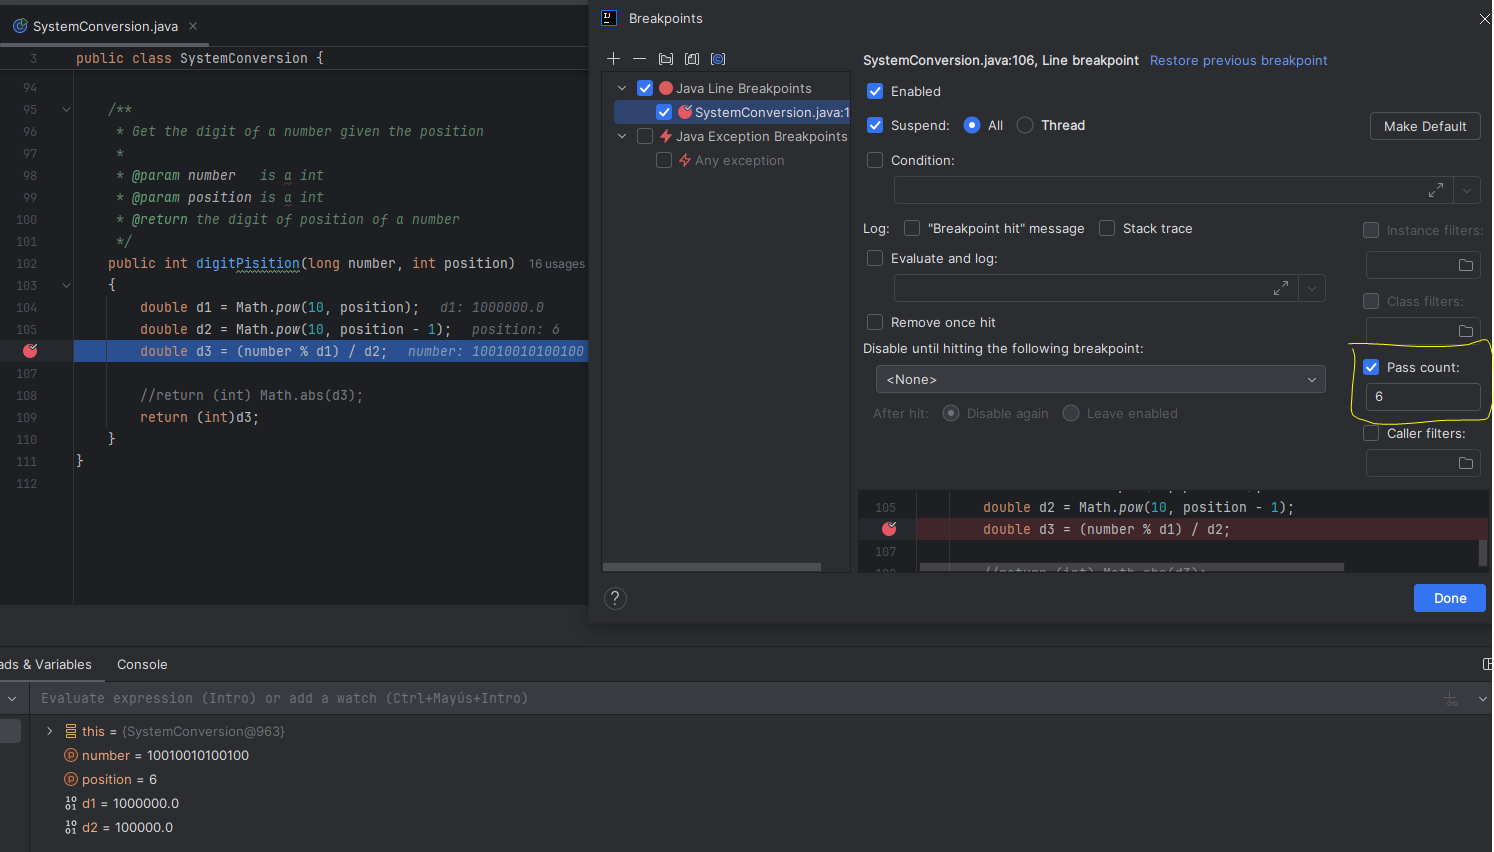 SystemConversion.java
3 public class SystemConversion {
94
95 /**
96 * Get the digit of a number given the position
97 *
98 * @param number is a int
99 * @param position is a int
100 * @return the digit of position of a number
101 */
102 public int digitPisition(long number, int position) 16 usages
103 {
104 double d1 = Math.pow(10, position); d1: 1000000.0
105 double d2 = Math.pow(10, position - 1); position: 6
double d3 = (number % d1) / d2; number: 10010010100100
107
108 //return (int) Math.abs(d3);
109 return (int)d3;
110 }
111 }
112
Breakpoints
Java Line Breakpoints
SystemConversion.java:1
Java Exception Breakpoints
Any exception
SystemConversion.java:106, Line breakpoint Restore previous breakpoint
Enabled
Suspend: All Thread
Make Default
Condition:
Log: "Breakpoint hit" message Stack trace
Instance filters:
Evaluate and log:
Class filters:
Remove once hit
Disable until hitting the following breakpoint:
<None>
After hit: Disable again Leave enabled
Pass count:
6
Caller filters:
105 double d2 = Math.pow(10, position - 1);
double d3 = (number % d1) / d2;
107
//return (int) Math.abs(d3);
?
Done
ads & Variables Console
Evaluate expression (Intro) or add a watch (Ctrl+Mayús+Intro)
this = {SystemConversion@963}
number = 10010010100100
position = 6
d1 = 1000000.0
d2 = 100000.0